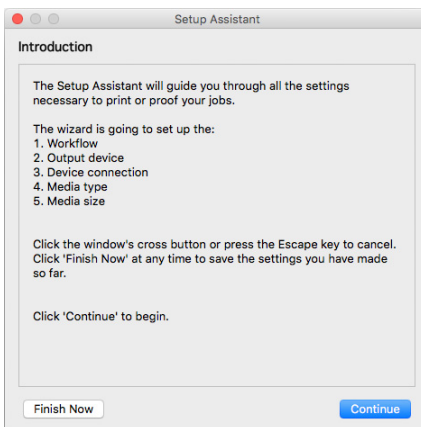 Setup Assistant
Introduction
The Setup Assistant will guide you through all the settings
necessary to print or proof your jobs.
The wizard is going to set up the:
1. Workflow
2. Output device
3. Device connection
4. Media type
5. Media size
Click the window's cross button or press the Escape key to cancel.
Click 'Finish Now' at any time to save the settings you have made
so far.
Click 'Continue' to begin.
Finish Now
Continue